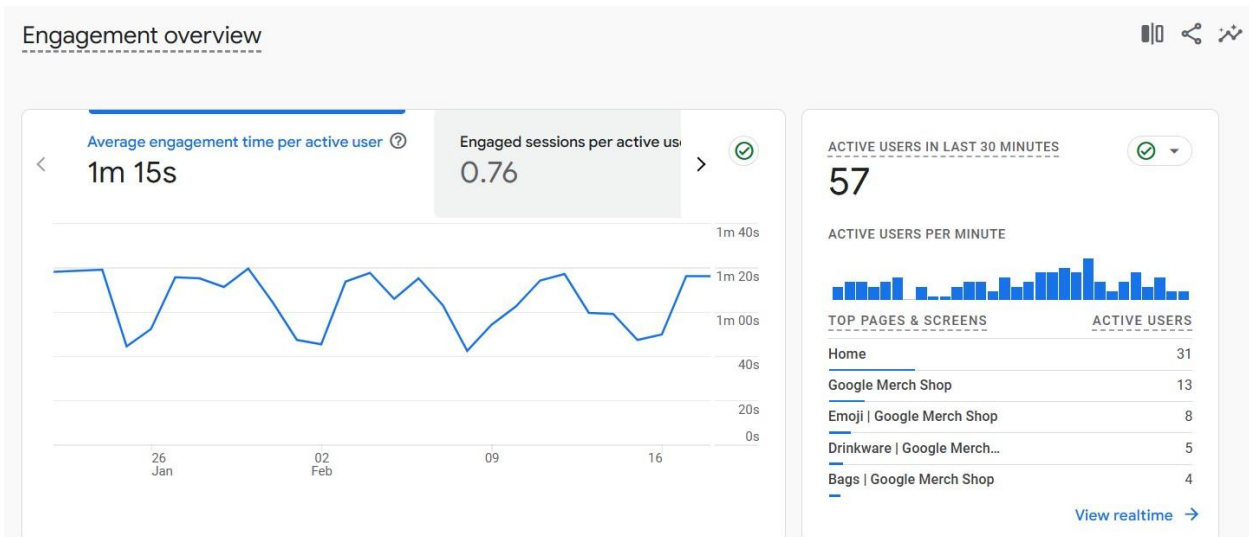 Engagement overview
Average engagement time per active user
1m 15s
Engaged sessions per active
0.76
1m 40s
1m 20s
1m 00s
40s
20s
0s
26
Jan
02
Feb
09
16
ACTIVE USERS IN LAST 30 MINUTES
57
ACTIVE USERS PER MINUTE
TOP PAGES & SCREENS ACTIVE USERS
Home 31
Google Merch Shop 13
Emoji | Google Merch Shop 8
Drinkware | Google Merch... 5
Bags | Google Merch Shop 4
View realtime